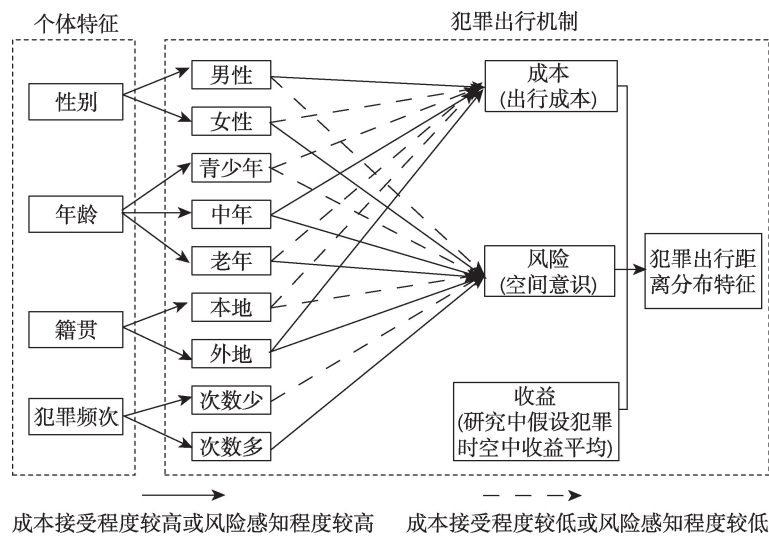 个体特征
犯罪出行机制
性别
年龄
籍贯
犯罪频次
男性
女性
青少年
中年
老年
本地
外地
次数少
次数多
成本
(出行成本)
风险
(空间意识)
收益
(研究中假设犯罪
时空中收益平均)
犯罪出行距
离分布特征
成本接受程度较高或风险感知程度较高
成本接受程度较低或风险感知程度较低